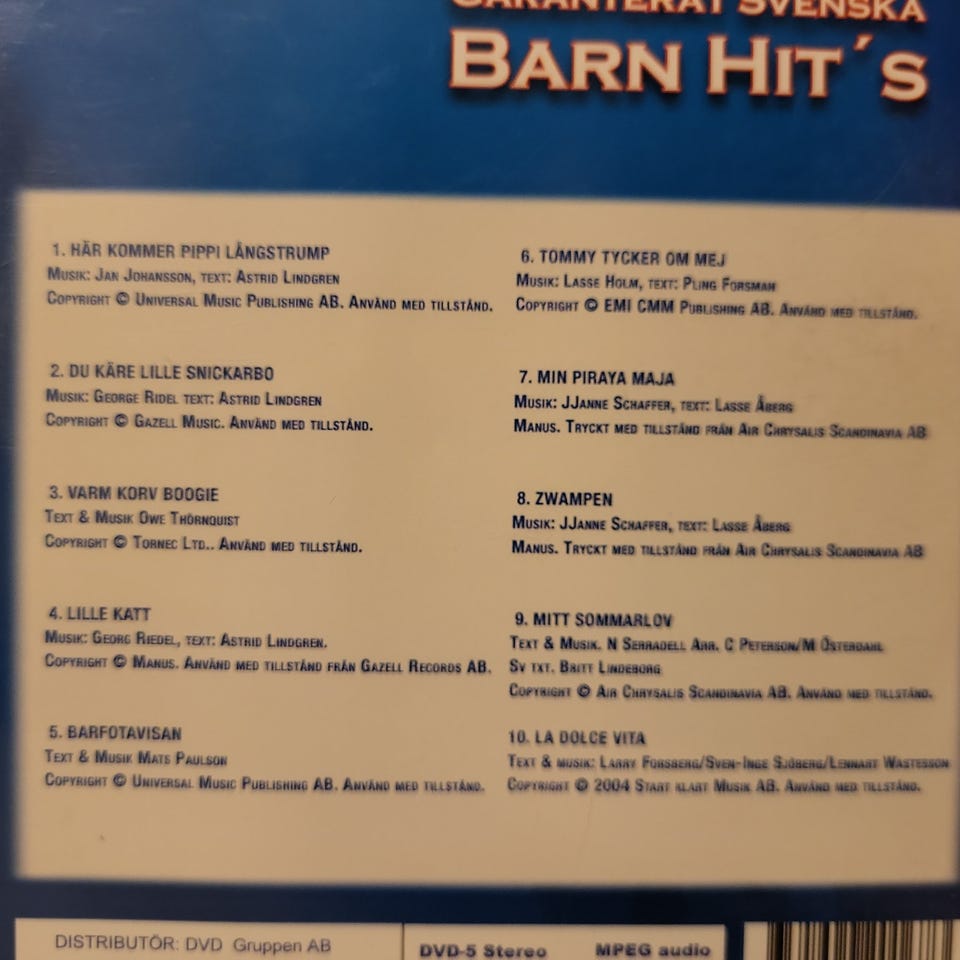 GARANTERAT SVENSKA
BARN HIT´S
1. HÄR KOMMER PIPPI LÅNGSTRUMP
MUSIK: JAN JOHANSSON, TEXT: ASTRID LINDGREN
COPYRIGHT © UNIVERSAL MUSIC PUBLISHING AB. ANVÄND MED TILLSTÅND.
2. DU KÄRE LILLE SNICKARBO
MUSIK: GEORGE RIDEL TEXT: ASTRID LINDGREN
COPYRIGHT © GAZELL MUSIC. ANVÄND MED TILLSTÅND.
3. VARM KORV BOOGIE
TEXT & MUSIK OWE THÖRNQUIST
COPYRIGHT © TORNEC LTD.. ANVÄND MED TILLSTÅND.
4. LILLE KATT
MUSIK: GEORG RIEDEL, TEXT: ASTRID LINDGREN.
COPYRIGHT © MANUS. ANVÄND MED TILLSTÅND FRÅN GAZELL RECORDS AB.
5. BARFOTAVISAN
TEXT & MUSIK MATS PAULSON
COPYRIGHT © UNIVERSAL MUSIC PUBLISHING AB. ANVÄND MED TILLSTÅND.
6. TOMMY TYCKER OM MEJ
MUSIK: LASSE HOLM, TEXT: PLING FORSMAN
COPYRIGHT © EMI CMM PUBLISHING AB. ANVÄND MED TILLSTÅND.
7. MIN PIRAYA MAJA
MUSIK: JJANNE SCHAFFER, TEXT: LASSE ÅBERG
MANUS. TRYCKT MED TILLSTÅND FRÅN AIR CHRYSALIS SCANDINAVIA AB
8. ZWAMPEN
MUSIK: JJANNE SCHAFFER, TEXT: LASSE ÅBERG
MANUS. TRYCKT MED TILLSTÅND FRÅN AIR CHRYSALIS SCANDINAVIA AB
9. MITT SOMMARLOV
TEXT & MUSIK. N SERRADELL ARR. C PETERSON/M ÖSTERDAHL
SV TXT. BRITT LINDEBORG
COPYRIGHT © AIR CHRYSALIS SCANDINAVIA AB. ANVÄND MED TILLSTÅND.
10. LA DOLCE VITA
TEXT & MUSIK: LARRY FORSBERG/SVEN-INGE SJÖBERG/LENNART WASTESSON
COPYRIGHT © 2004 START KLART MUSIK AB. ANVÄND MED TILLSTÅND.
DISTRIBUTÖR: DVD Gruppen AB
DVD-5 Stereo
MPEG audio